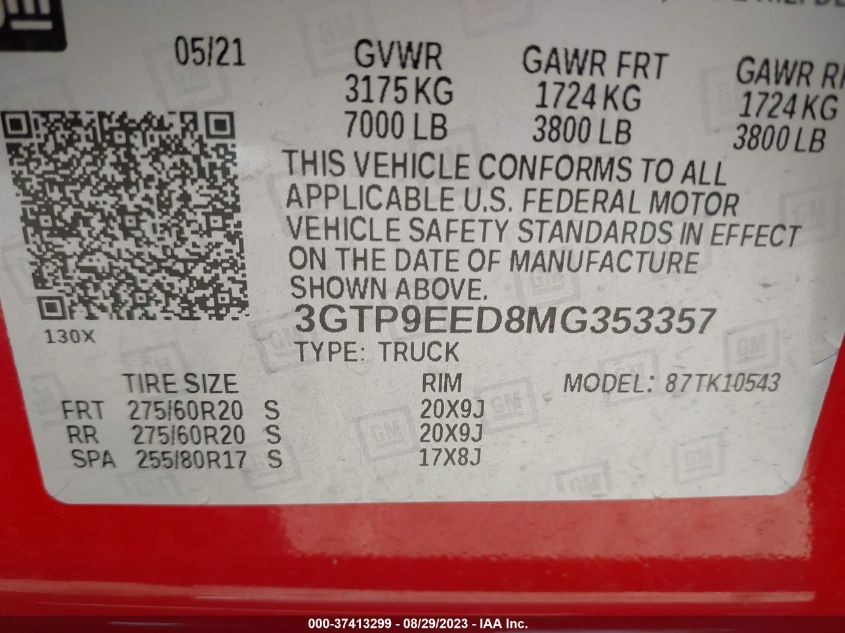 GM
05/21 GVWR GAWR FRT GAWR RR
3175 KG 1724 KG 1724 KG
7000 LB 3800 LB 3800 LB
THIS VEHICLE CONFORMS TO ALL
APPLICABLE U.S. FEDERAL MOTOR
VEHICLE SAFETY STANDARDS IN EFFECT
ON THE DATE OF MANUFACTURE
SHOWN ABOVE.
130X
3GTP9EED8MG353357
TYPE: TRUCK
TIRE SIZE RIM MODEL: 87TK10543
FRT 275/60R20 S 20X9J
RR 275/60R20 S 20X9J
SPA 255/80R17 S 17X8J
000-37413299 - 08/29/2023 - IAA Inc.